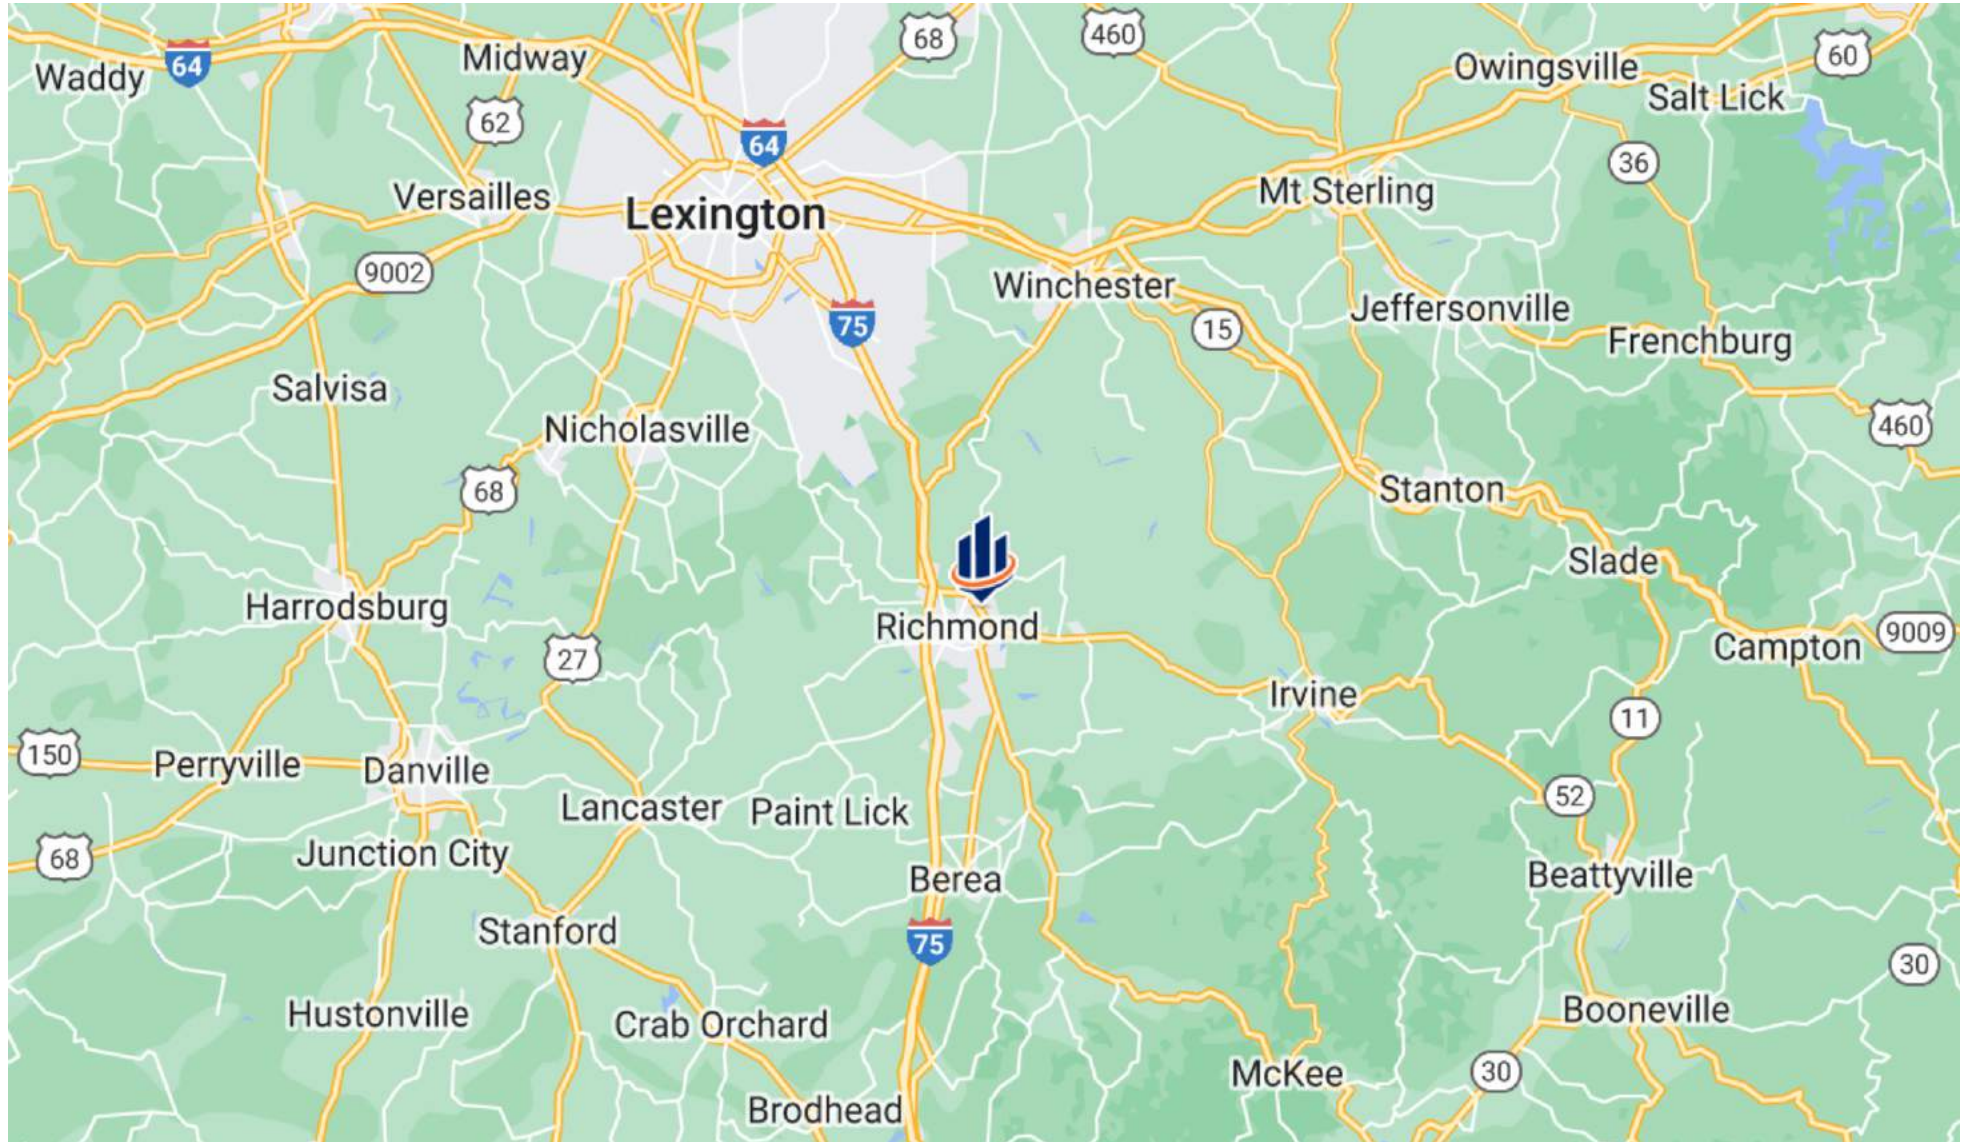 68
460
Owingsville
60
Waddy
64
Midway
Salt Lick
62
64
36
Versailles
Lexington
Mt Sterling
9002
Winchester
Jeffersonville
75
15
Frenchburg
Salvisa
Nicholasville
460
68
Stanton
Slade
Harrodsburg
Richmond
9009
Campton
27
Irvine
11
150
Perryville
Danville
52
Lancaster
Paint Lick
68
Junction City
Berea
Beattyville
Stanford
75
30
Hustonville
Crab Orchard
Booneville
McKee
30
Brodhead